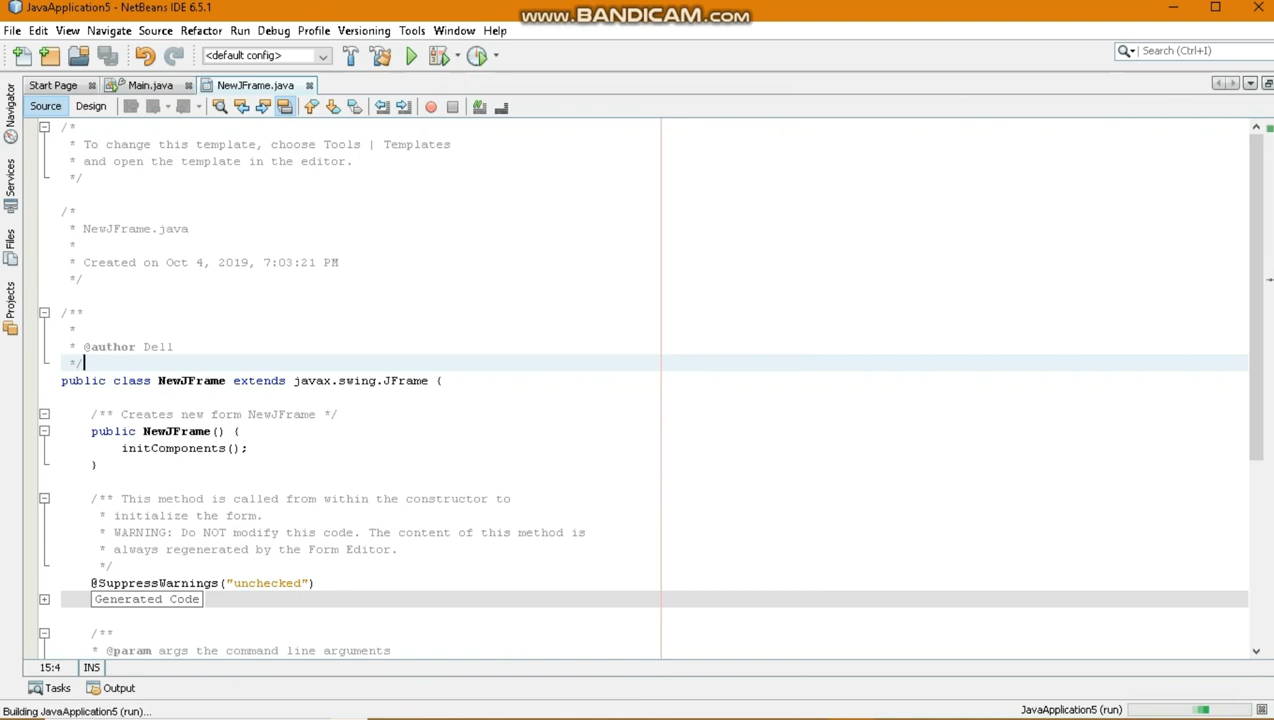 JavaApplication5 - NetBeans IDE 6.5.1
www.BANDICAM.com
File Edit View Navigate Source Refactor Run Debug Profile Versioning Tools Window Help
<default config>
Search (Ctrl+I)
Start Page Main.java NewJFrame.java
Source Design
Navigator
Services
Files
Projects
/*
* To change this template, choose Tools | Templates
* and open the template in the editor.
*/
/*
* NewJFrame.java
*
* Created on Oct 4, 2019, 7:03:21 PM
*/
/**
*
* @author Dell
*/
public class NewJFrame extends javax.swing.JFrame {
/** Creates new form NewJFrame */
public NewJFrame() {
initComponents();
}
/** This method is called from within the constructor to
* initialize the form.
* WARNING: Do NOT modify this code. The content of this method is
* always regenerated by the Form Editor.
*/
@SuppressWarnings("unchecked")
Generated Code
/**
* @param args the command line arguments
15:4 INS
Tasks Output
Building JavaApplication5 (run)...
JavaApplication5 (run)